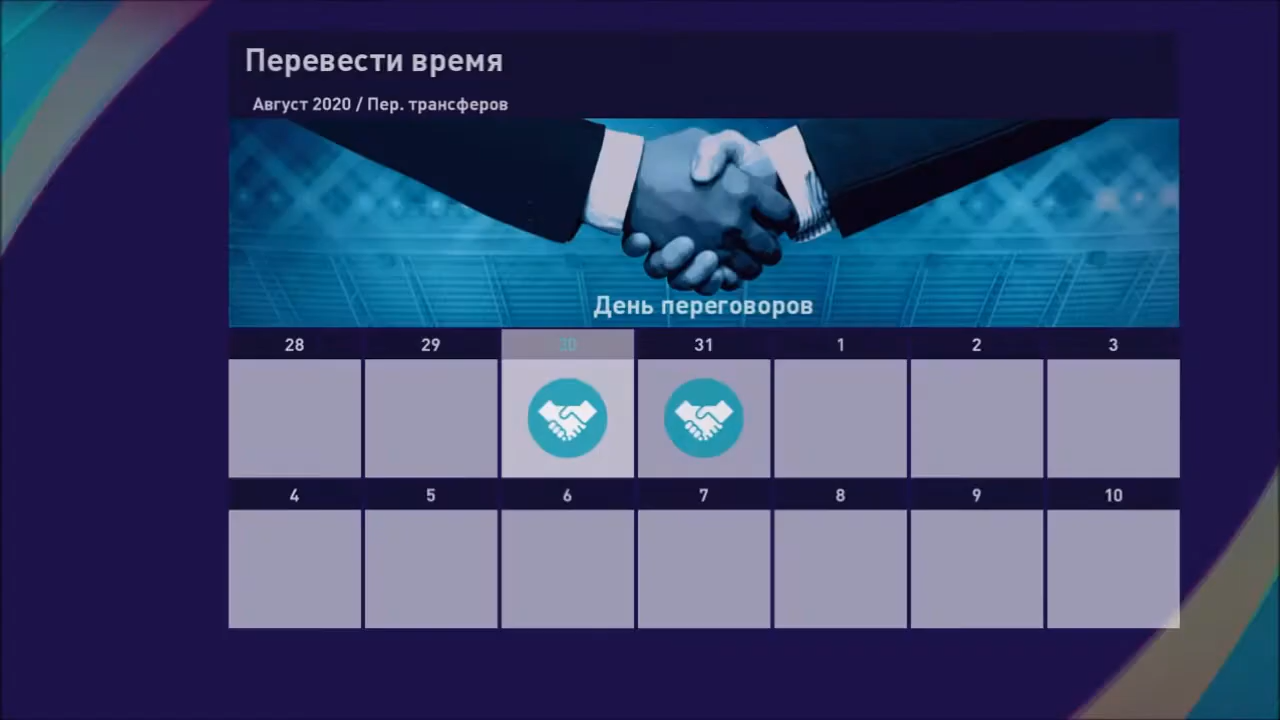 Перевести время
Август 2020 / Пер. трансферов
День переговоров
28 29 30 31 1 2 3
4 5 6 7 8 9 10